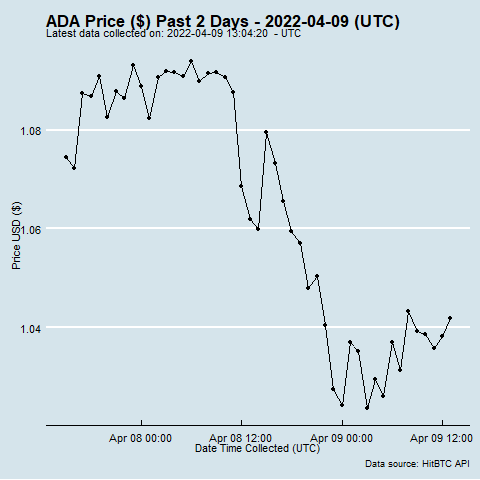 ADA Price ($) Past 2 Days - 2022-04-09 (UTC)
Latest data collected on: 2022-04-09 13:04:20  - UTC
1.08
1.06
1.04
Price USD ($)
Apr 08 00:00
Apr 08 12:00
Apr 09 00:00
Apr 09 12:00
Date Time Collected (UTC)
Data source: HitBTC API